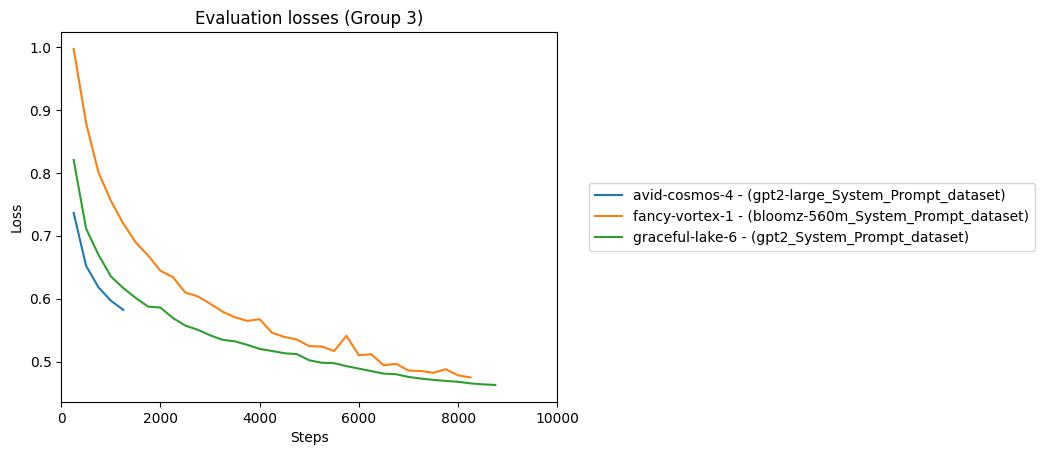 Evaluation losses (Group 3)
1.0
0.9
0.8
0.7
0.6
0.5
Loss
0
2000
4000
6000
8000
10000
Steps
avid-cosmos-4 - (gpt2-large_System_Prompt_dataset)
fancy-vortex-1 - (bloomz-560m_System_Prompt_dataset)
graceful-lake-6 - (gpt2_System_Prompt_dataset)